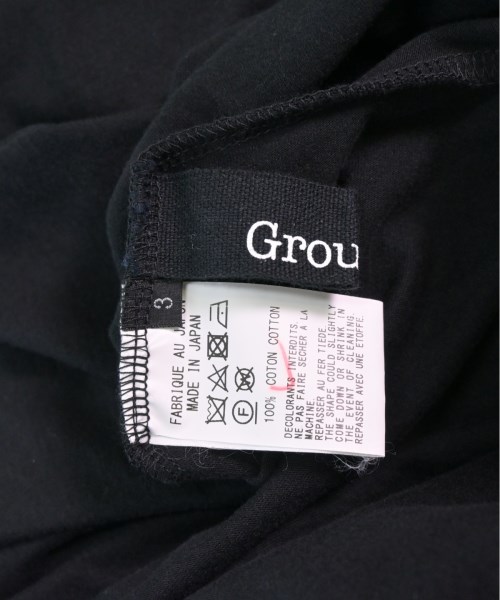 Grou
3
FABRIQUE AU JAPON
MADE IN JAPAN
F
W
100% COTON COTTON
DECOLORANTS INTERDITS.
NE PAS FAIRE SECHER A LA
MACHINE.
REPASSER AU FER TIEDE
THE SHAPE COULD SLIGHTLY
COME DOWN OR SHRINK IN
THE EVENT OF CLEANING.
REPASSER AVEC UNE ETOFFE.